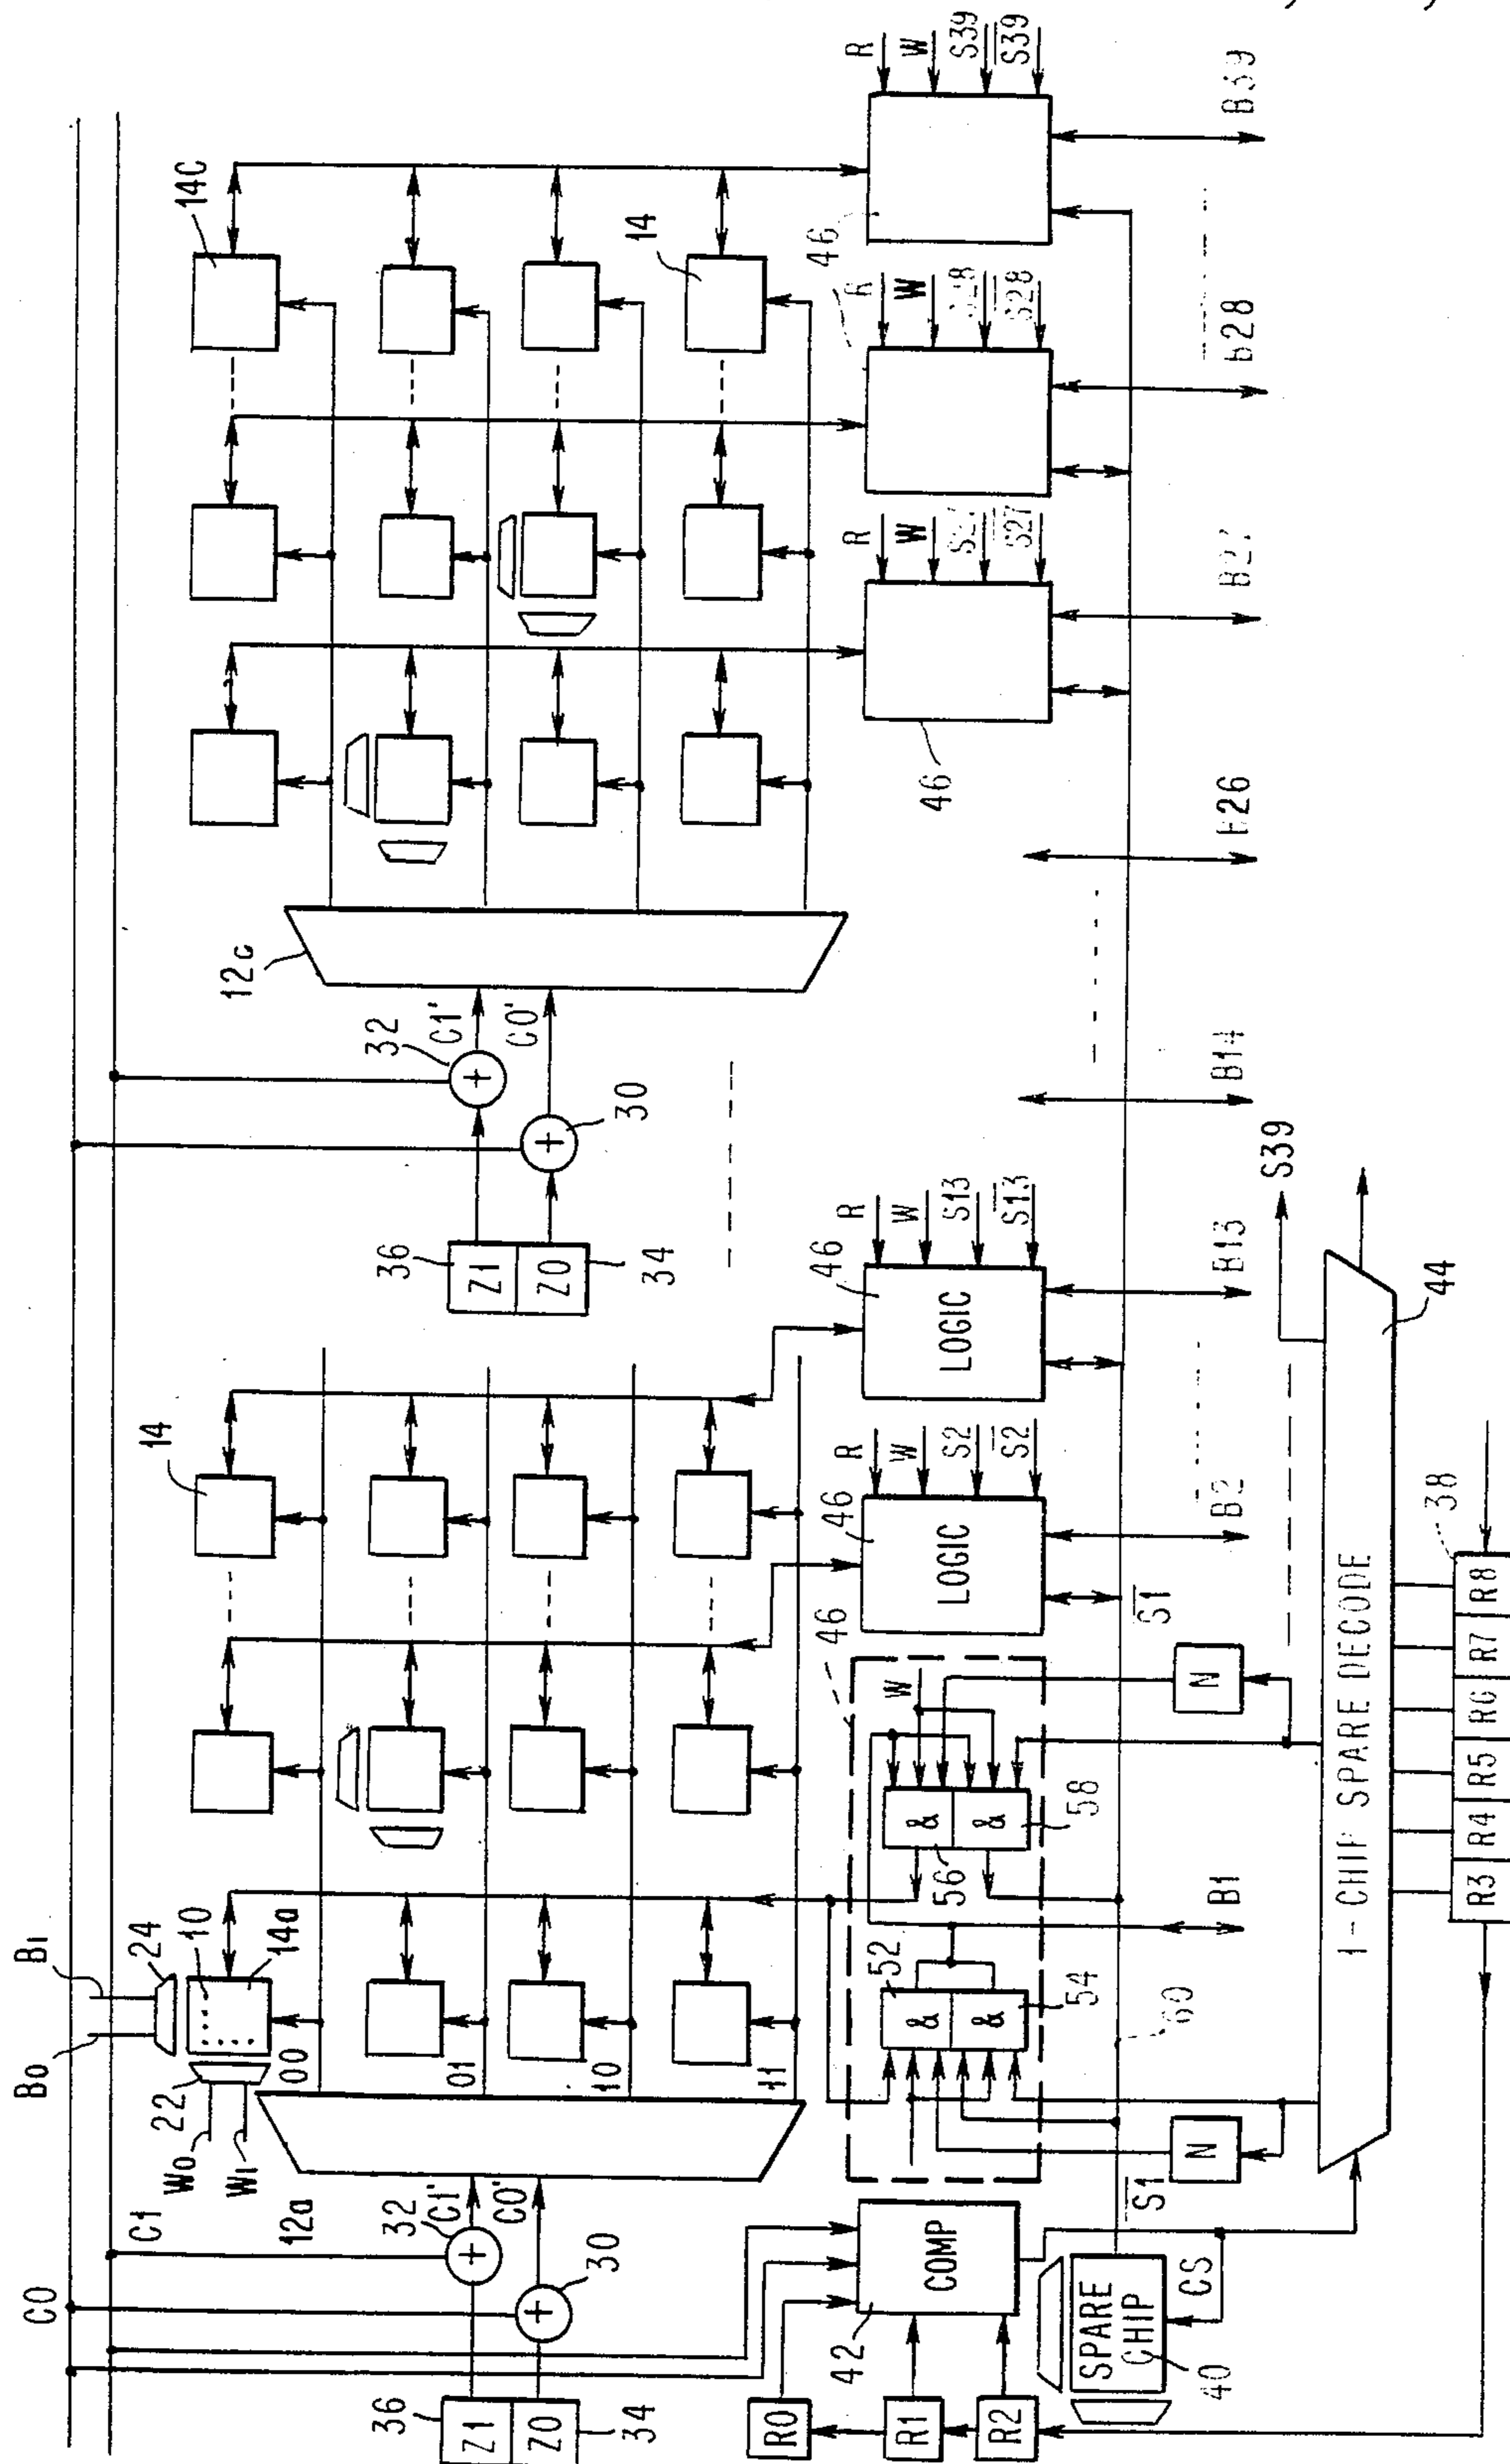 C0
C1
B0
B1
W0
W1
22
24
10
14a
12a
00
01
10
11
36
Z1
Z0
34
32
C1'
C0'
30
14
36
Z1
Z0
34
32
C1'
C0'
30
12c
14C
14
R0
R1
R2
42
COMP
SPARE
CHIP
40
CS
S1
N
52
&
&
54
60
B1
56
&
&
58
W
46
N
S1
46
LOGIC
R
W
S2
S2
B2
46
LOGIC
R
W
S13
S13
B13
B14
B26
46
R
W
S27
S27
B27
46
R
W
S28
S28
B28
R
W
S39
S39
B39
1-CHIP SPARE DECODE
44
S39
R3
R4
R5
R6
R7
R8
38